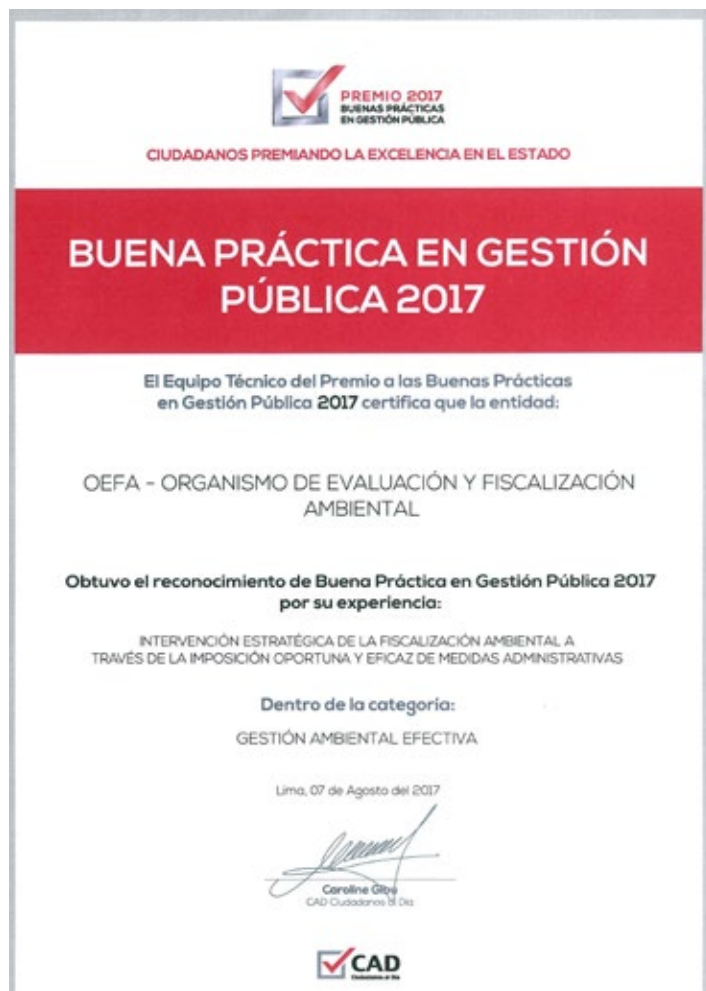 PREMIO 2017
BUENAS PRÁCTICAS
EN GESTIÓN PÚBLICA
CIUDADANOS PREMIANDO LA EXCELENCIA EN EL ESTADO
BUENA PRÁCTICA EN GESTIÓN
PÚBLICA 2017
El Equipo Técnico del Premio a las Buenas Prácticas
en Gestión Pública 2017 certifica que la entidad:
OEFA - ORGANISMO DE EVALUACIÓN Y FISCALIZACIÓN
AMBIENTAL
Obtuvo el reconocimiento de Buena Práctica en Gestión Pública 2017
por su experiencia:
INTERVENCIÓN ESTRATÉGICA DE LA FISCALIZACIÓN AMBIENTAL A
TRAVÉS DE LA IMPOSICIÓN OPORTUNA Y EFICAZ DE MEDIDAS ADMINISTRATIVAS
Dentro de la categoría:
GESTIÓN AMBIENTAL EFECTIVA
Lima, 07 de Agosto del 2017
Caroline Gibu
CAD Ciudadanos al Día
CAD
Ciudadanos al Día